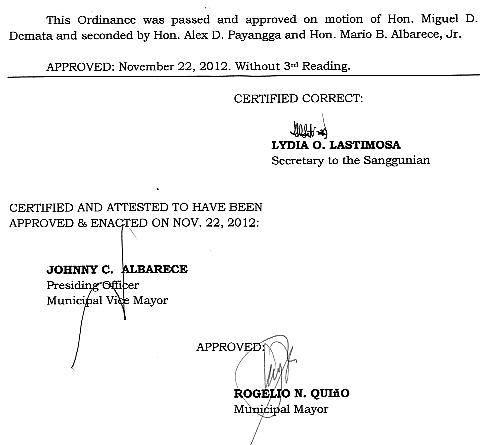 This Ordinance was passed and approved on motion of Hon. Miguel D.
Demata and seconded by Hon. Alex D. Payangga and Hon. Mario B. Albarece, Jr.
APPROVED: November 22, 2012. Without 3rd Reading.
CERTIFIED CORRECT:
LYDIA O. LASTIMOSA
Secretary to the Sanggunian
CERTIFIED AND ATTESTED TO HAVE BEEN
APPROVED & ENACTED ON NOV. 22, 2012:
JOHNNY C. ALBARECE
Presiding Officer
Municipal Vice Mayor
APPROVED:
ROGELIO N. QUIñO
Municipal Mayor